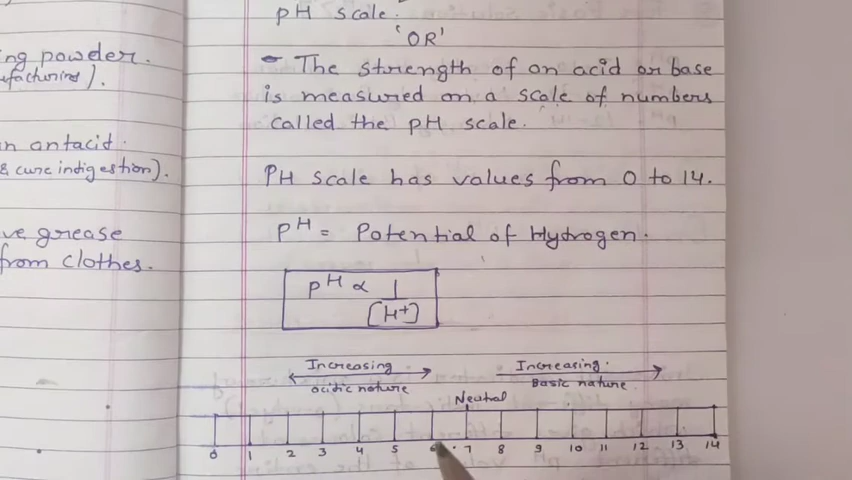 ng powder.
ufacturing).
n antacid.
& cure indigestion).
ve grease
from clothes.
pH scale.
'OR'
- The strength of an acid or base
is measured on a scale of numbers
called the pH scale.
PH scale has values from 0 to 14.
pH = Potential of Hydrogen.
pH ∝ 1
[H+]
Increasing
acidic nature
Increasing.
Basic nature.
Neutral
0 1 2 3 4 5 6 7 8 9 10 11 12 13 14